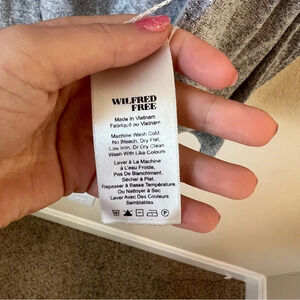 WILFRED
FREE
Made in Vietnam
Fabriqué au Vietnam
Machine Wash Cold,
No Bleach, Dry Flat,
Low Iron, Or Dry Clean
Wash With Like Colours
Laver à La Machine
à L'eau Froide,
Pas De Blanchiment,
Sécher à Plat,
Repasser à Basse Température,
Ou Nettoyer à Sec
Laver Avec Des Couleurs
Semblables